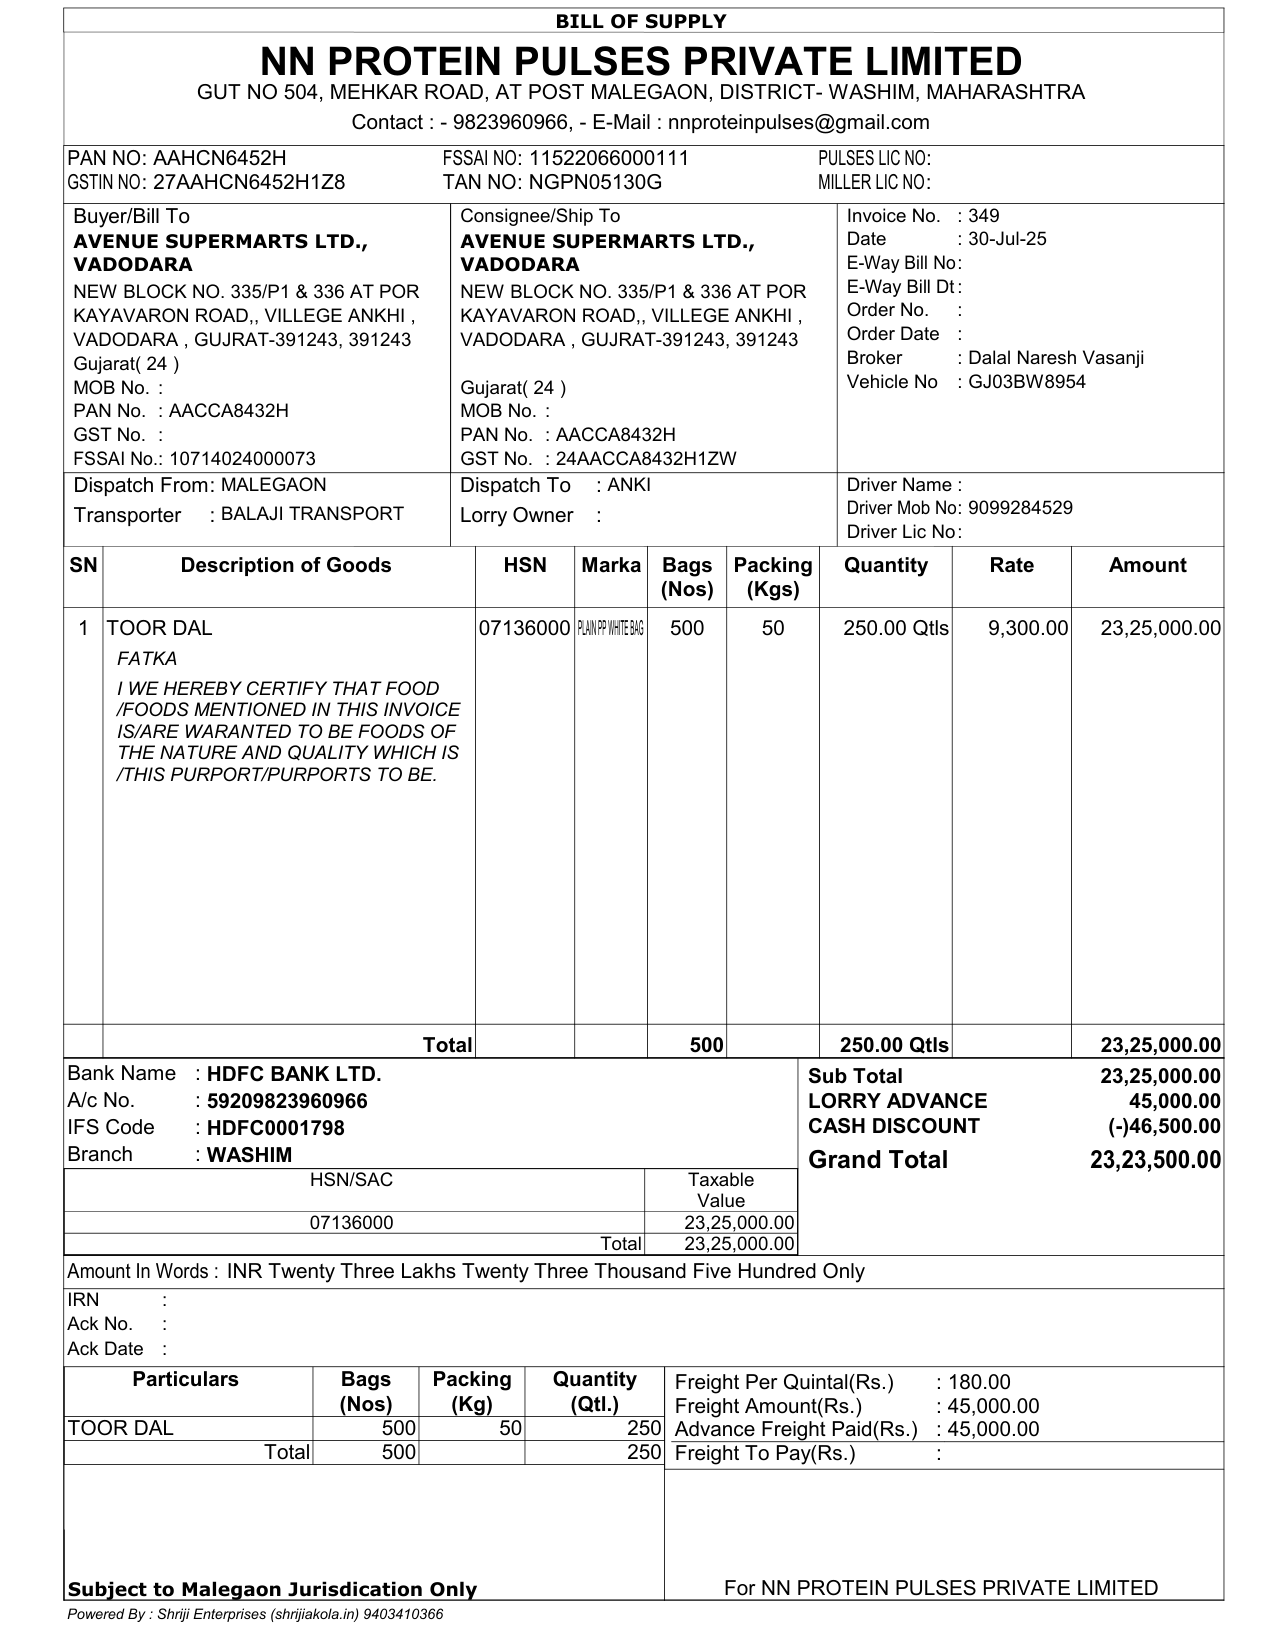 BILL OF SUPPLY
NN PROTEIN PULSES PRIVATE LIMITED
GUT NO 504, MEHKAR ROAD, AT POST MALEGAON, DISTRICT- WASHIM, MAHARASHTRA
Contact : - 9823960966, - E-Mail : nnproteinpulses@gmail.com
PAN NO: AAHCN6452H FSSAI NO: 11522066000111 PULSES LIC NO:
GSTIN NO: 27AAHCN6452H1Z8 TAN NO: NGPN05130G MILLER LIC NO:
Buyer/Bill To
AVENUE SUPERMARTS LTD.,
VADODARA
NEW BLOCK NO. 335/P1 & 336 AT POR
KAYAVARON ROAD,, VILLEGE ANKHI ,
VADODARA , GUJRAT-391243, 391243
Gujarat( 24 )
MOB No. :
PAN No. : AACCA8432H
GST No. :
FSSAI No.: 10714024000073
Consignee/Ship To
AVENUE SUPERMARTS LTD.,
VADODARA
NEW BLOCK NO. 335/P1 & 336 AT POR
KAYAVARON ROAD,, VILLEGE ANKHI ,
VADODARA , GUJRAT-391243, 391243
Gujarat( 24 )
MOB No. :
PAN No. : AACCA8432H
GST No. : 24AACCA8432H1ZW
Invoice No. : 349
Date : 30-Jul-25
E-Way Bill No:
E-Way Bill Dt :
Order No. :
Order Date :
Broker : Dalal Naresh Vasanji
Vehicle No : GJ03BW8954
Dispatch From: MALEGAON
Transporter : BALAJI TRANSPORT
Dispatch To : ANKI
Lorry Owner :
Driver Name :
Driver Mob No: 9099284529
Driver Lic No:
SN Description of Goods HSN Marka Bags Packing Quantity Rate Amount
(Nos) (Kgs)
1 TOOR DAL 07136000 PLAIN PP WHITE BAG 500 50 250.00 Qtls 9,300.00 23,25,000.00
FATKA
I WE HEREBY CERTIFY THAT FOOD
/FOODS MENTIONED IN THIS INVOICE
IS/ARE WARANTED TO BE FOODS OF
THE NATURE AND QUALITY WHICH IS
/THIS PURPORT/PURPORTS TO BE.
Total 500 250.00 Qtls 23,25,000.00
Bank Name : HDFC BANK LTD.
A/c No. : 59209823960966
IFS Code : HDFC0001798
Branch : WASHIM
Sub Total 23,25,000.00
LORRY ADVANCE 45,000.00
CASH DISCOUNT (-)46,500.00
Grand Total 23,23,500.00
HSN/SAC Taxable
Value
07136000 23,25,000.00
Total 23,25,000.00
Amount In Words : INR Twenty Three Lakhs Twenty Three Thousand Five Hundred Only
IRN :
Ack No. :
Ack Date :
Particulars Bags Packing Quantity
(Nos) (Kg) (Qtl.)
TOOR DAL 500 50 250
Total 500 250
Freight Per Quintal(Rs.) : 180.00
Freight Amount(Rs.) : 45,000.00
Advance Freight Paid(Rs.) : 45,000.00
Freight To Pay(Rs.) :
Subject to Malegaon Jurisdication Only
For NN PROTEIN PULSES PRIVATE LIMITED
Powered By : Shriji Enterprises (shrijiakola.in) 9403410366